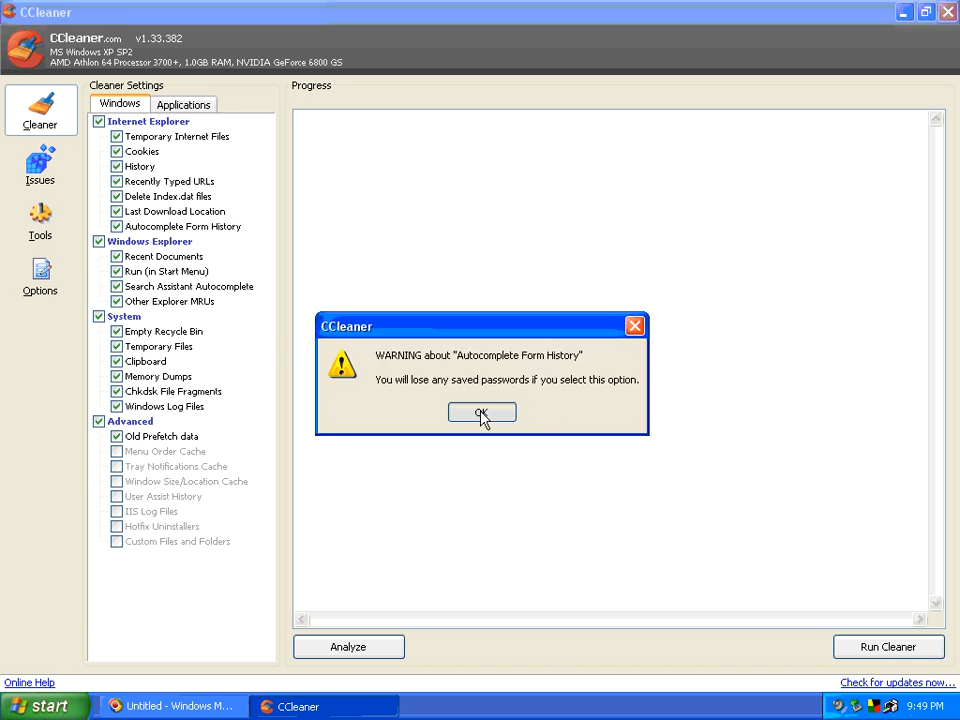 CCleaner
CCleaner.com v1.33.382
MS Windows XP SP2
AMD Athlon 64 Processor 3700+, 1.0GB RAM, NVIDIA GeForce 6800 GS
Cleaner
Issues
Tools
Options
Cleaner Settings
Windows Applications
Internet Explorer
Temporary Internet Files
Cookies
History
Recently Typed URLs
Delete Index.dat files
Last Download Location
Autocomplete Form History
Windows Explorer
Recent Documents
Run (in Start Menu)
Search Assistant Autocomplete
Other Explorer MRUs
System
Empty Recycle Bin
Temporary Files
Clipboard
Memory Dumps
Chkdsk File Fragments
Windows Log Files
Advanced
Old Prefetch data
Menu Order Cache
Tray Notifications Cache
Window Size/Location Cache
User Assist History
IIS Log Files
Hotfix Uninstallers
Custom Files and Folders
Progress
CCleaner
WARNING about "Autocomplete Form History"
You will lose any saved passwords if you select this option.
OK
Analyze
Run Cleaner
Online Help
Check for updates now...
start
Untitled - Windows M...
CCleaner
9:49 PM